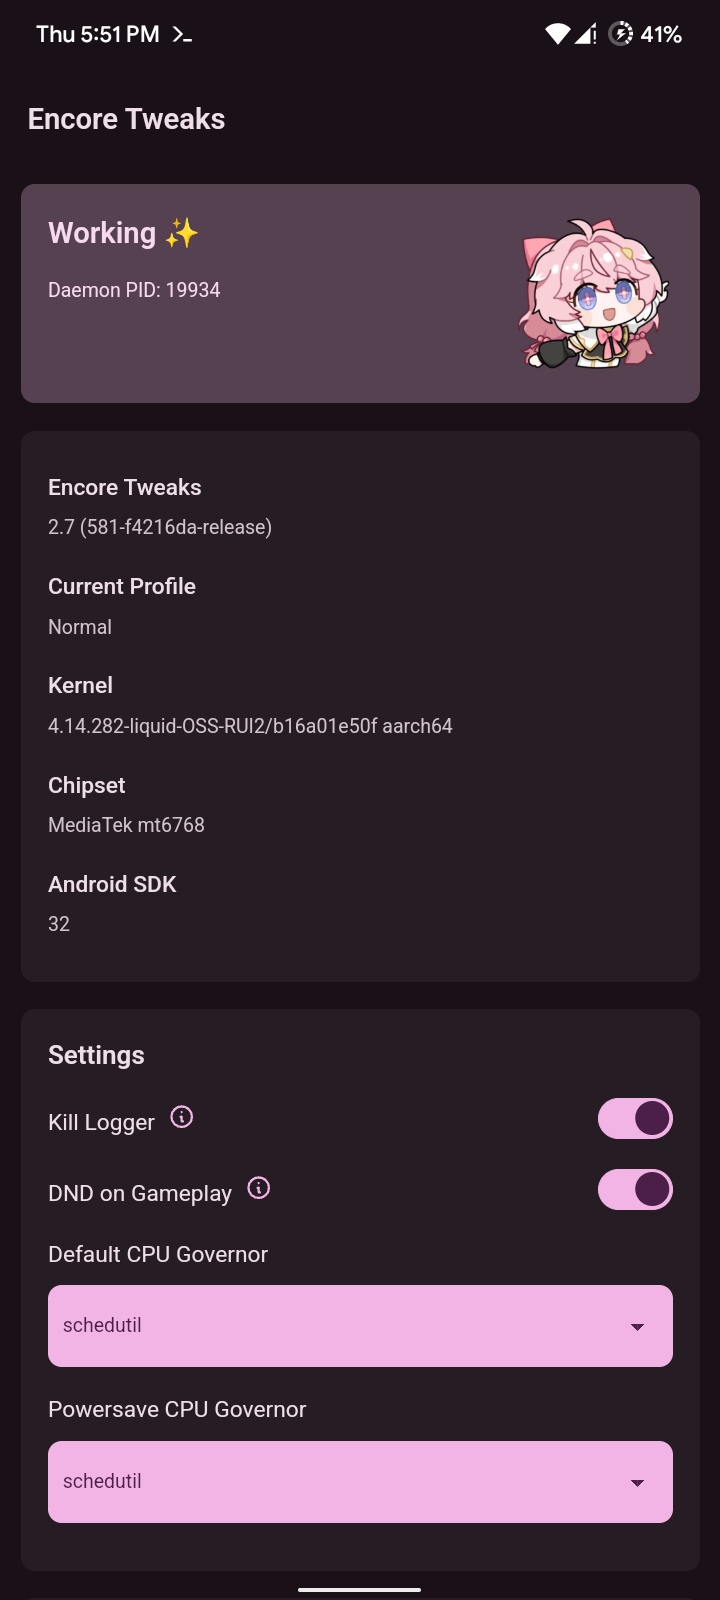 Thu 5:51 PM 41%
Encore Tweaks
Working ✨
Daemon PID: 19934
Encore Tweaks
2.7 (581-f4216da-release)
Current Profile
Normal
Kernel
4.14.282-liquid-OSS-RUI2/b16a01e50f aarch64
Chipset
MediaTek mt6768
Android SDK
32
Settings
Kill Logger
DND on Gameplay
Default CPU Governor
schedutil
Powersave CPU Governor
schedutil